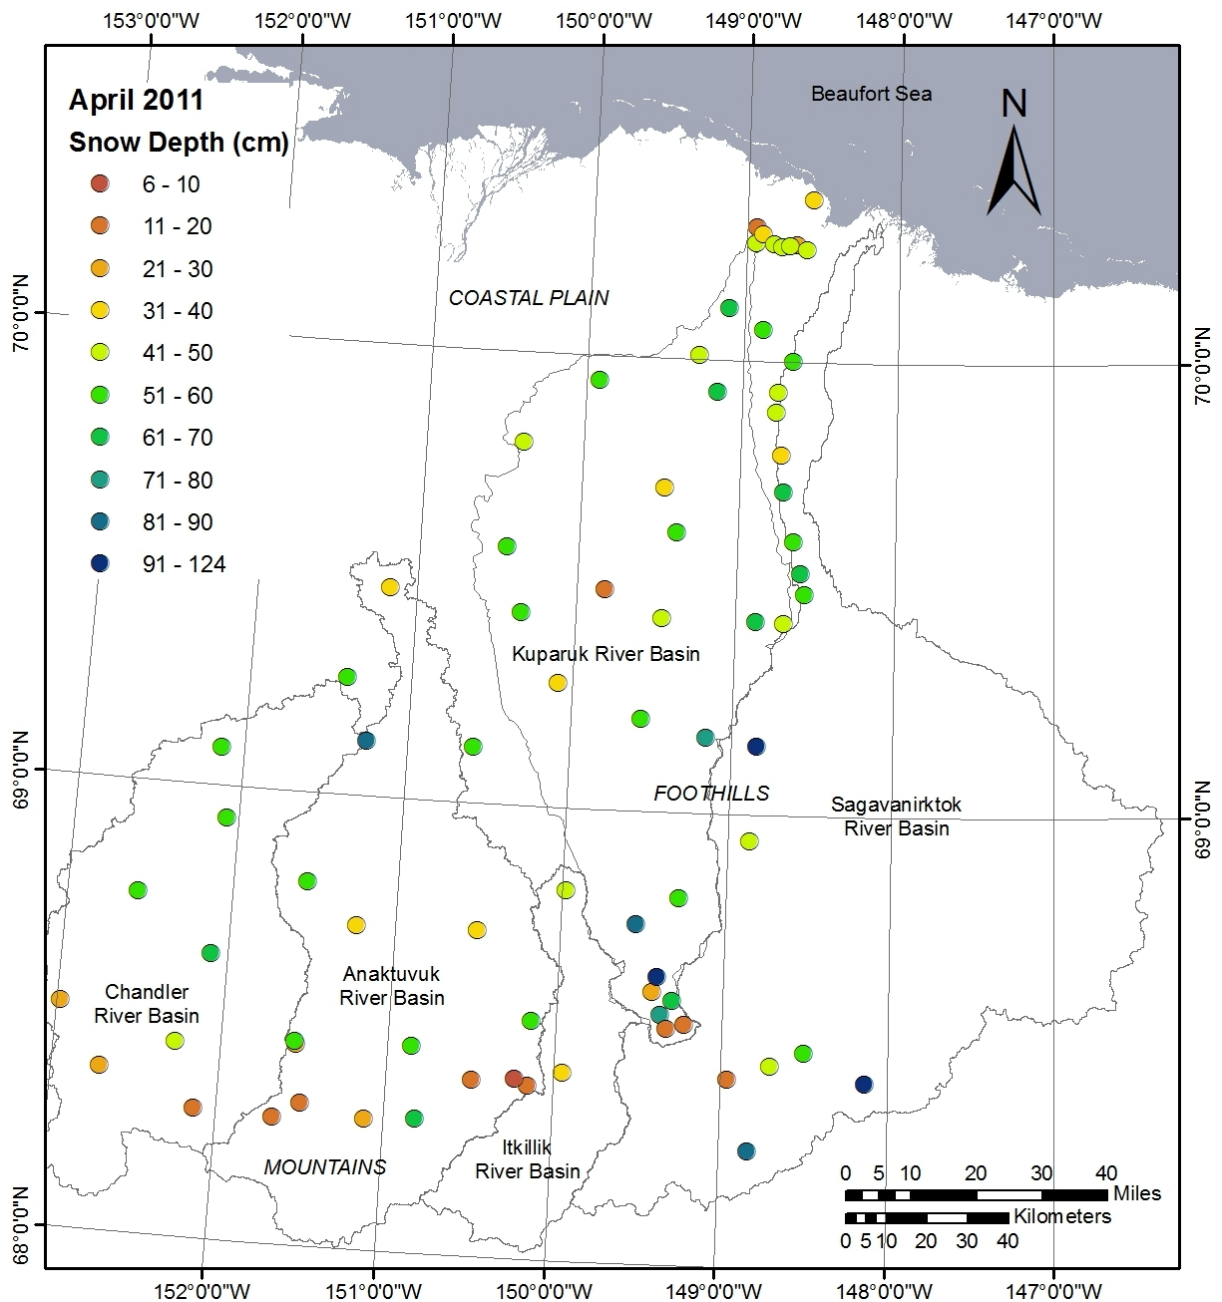 153°0'0"W 152°0'0"W 151°0'0"W 150°0'0"W 149°0'0"W 148°0'0"W 147°0'0"W
April 2011
Snow Depth (cm)
6 - 10
11 - 20
21 - 30
31 - 40
41 - 50
51 - 60
61 - 70
71 - 80
81 - 90
91 - 124
Beaufort Sea
N
COASTAL PLAIN
70°0'0"N
70°0'0"N
Kuparuk River Basin
69°0'0"N
FOOTHILLS
Sagavanirktok
River Basin
69°0'0"N
Anaktuvuk
River Basin
Chandler
River Basin
Itkillik
River Basin
MOUNTAINS
68°0'0"N
0 5 10 20 30 40
Miles
Kilometers
0 5 10 20 30 40
152°0'0"W 151°0'0"W 150°0'0"W 149°0'0"W 148°0'0"W 147°0'0"W